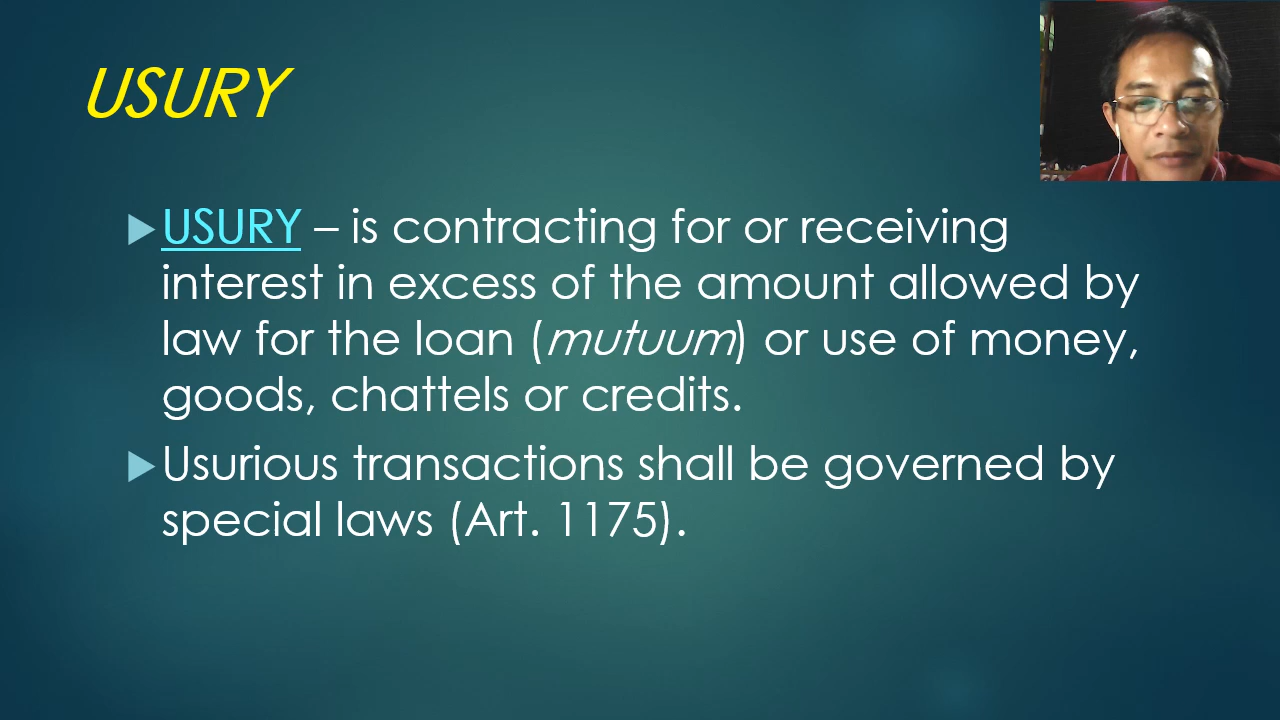 USURY
USURY – is contracting for or receiving
interest in excess of the amount allowed by
law for the loan (mutuum) or use of money,
goods, chattels or credits.
Usurious transactions shall be governed by
special laws (Art. 1175).